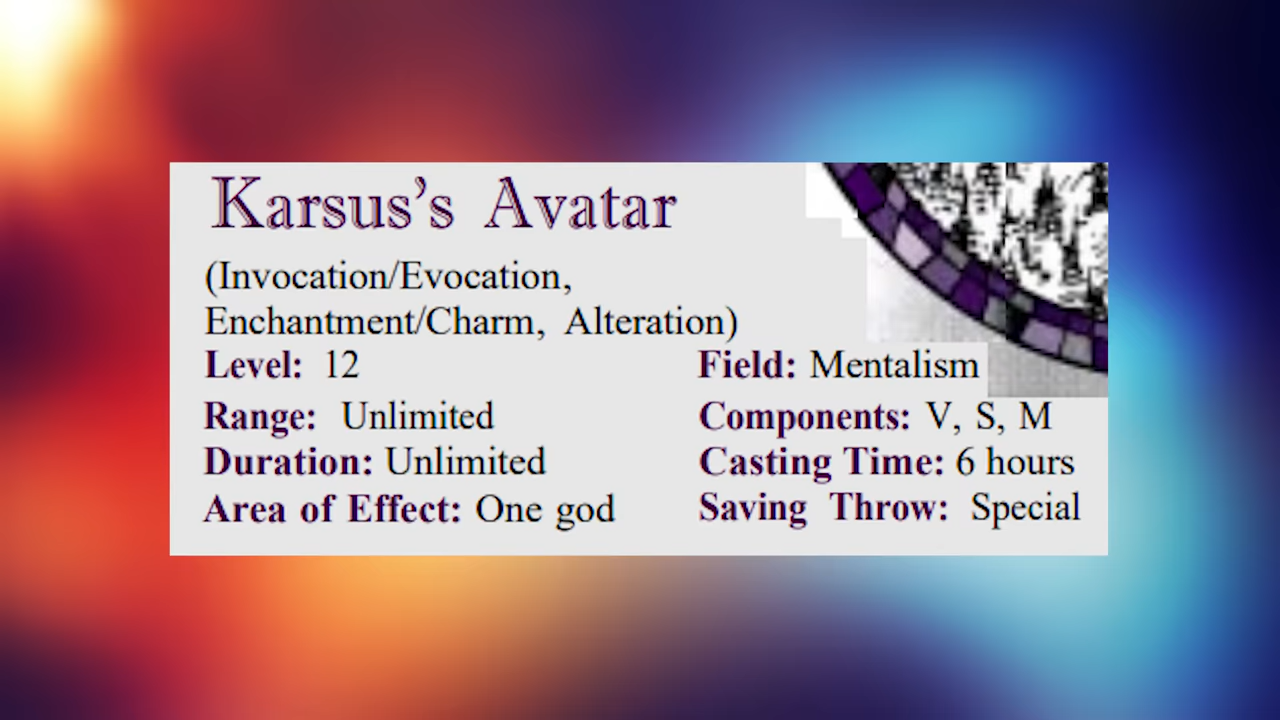 Karsus’s Avatar
(Invocation/Evocation,
Enchantment/Charm, Alteration)
Level: 12 Field: Mentalism
Range: Unlimited Components: V, S, M
Duration: Unlimited Casting Time: 6 hours
Area of Effect: One god Saving Throw: Special